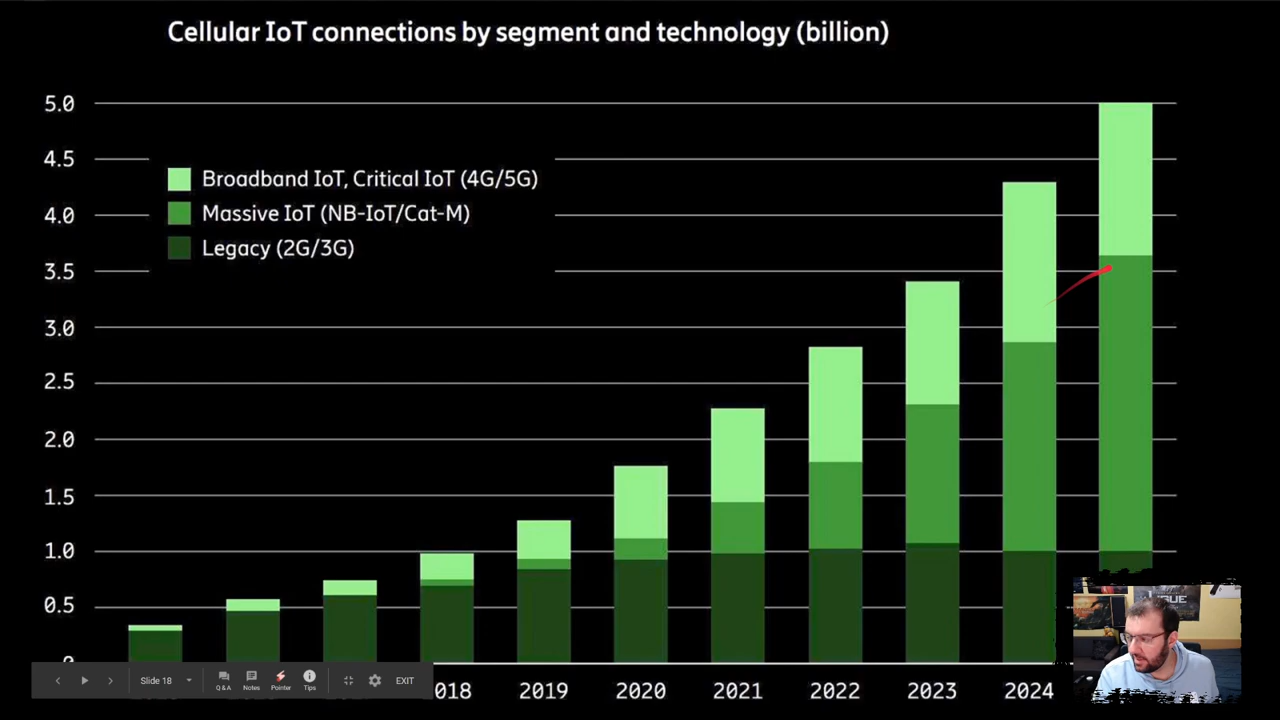 Cellular IoT connections by segment and technology (billion)
5.0
4.5
Broadband IoT, Critical IoT (4G/5G)
4.0
Massive IoT (NB-IoT/Cat-M)
3.5
Legacy (2G/3G)
3.0
2.5
2.0
1.5
1.0
0.5
Slide 18
Q&A
Notes
Pointer
Tips
EXIT
018 2019 2020 2021 2022 2023 2024